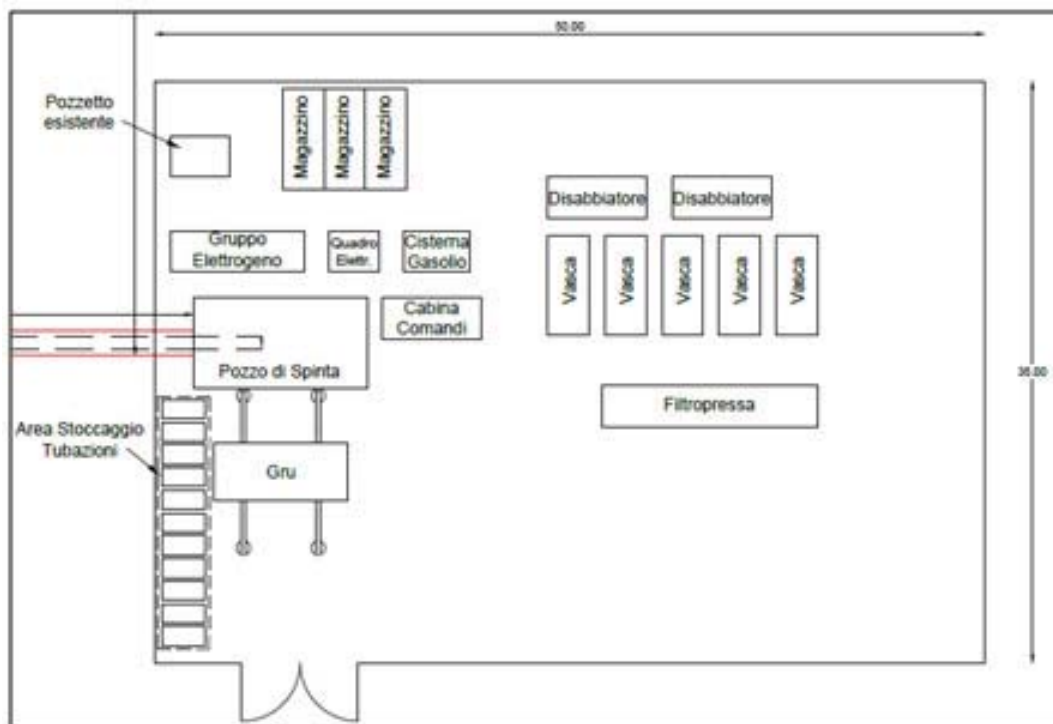 50.00
Pozzetto
esistente
Magazzino
Magazzino
Magazzino
Disabbiatore
Disabbiatore
Gruppo
Elettrogeno
Quadro
Elettr.
Cisterna
Gasolio
Vasca
Vasca
Vasca
Vasca
Vasca
Cabina
Comandi
Pozzo di Spinta
35.00
Filtropressa
Area Stoccaggio
Tubazioni
Gru